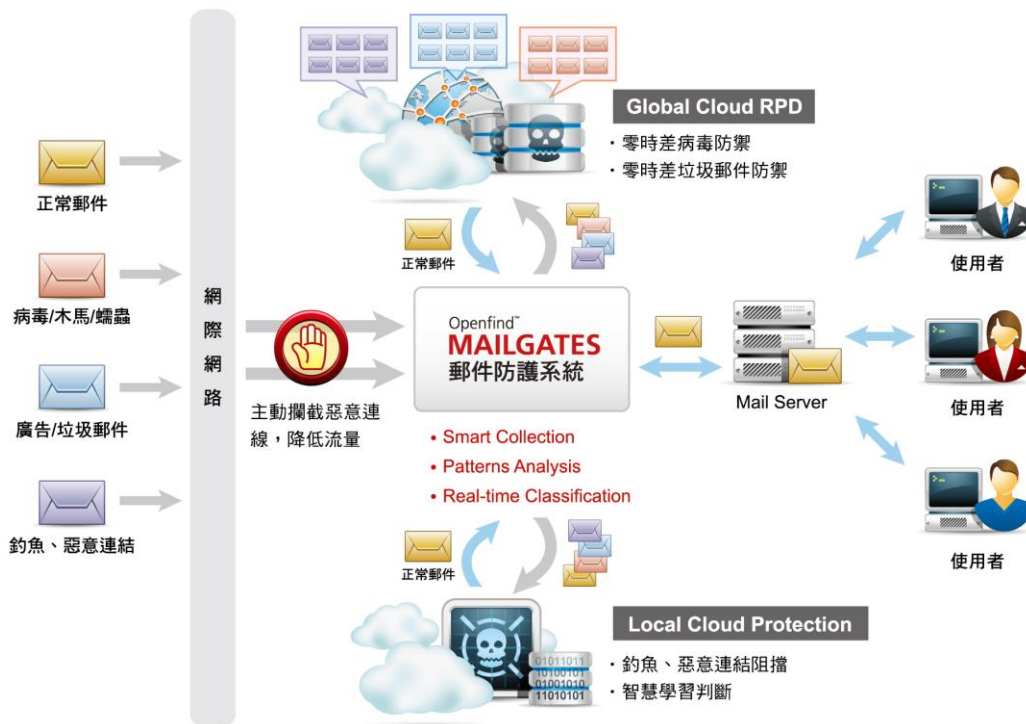 Global Cloud RPD
・零時差病毒防禦
・零時差垃圾郵件防禦
正常郵件
病毒/木馬/蠕蟲
廣告/垃圾郵件
釣魚、惡意連結
網際網路
主動攔截惡意連
線，降低流量
正常郵件
Openfind™
MAILGATES
郵件防護系統
• Smart Collection
• Patterns Analysis
• Real-time Classification
正常郵件
Mail Server
使用者
使用者
使用者
Local Cloud Protection
・釣魚、惡意連結阻擋
・智慧學習判斷
01011011
10100101
01001010
11010101